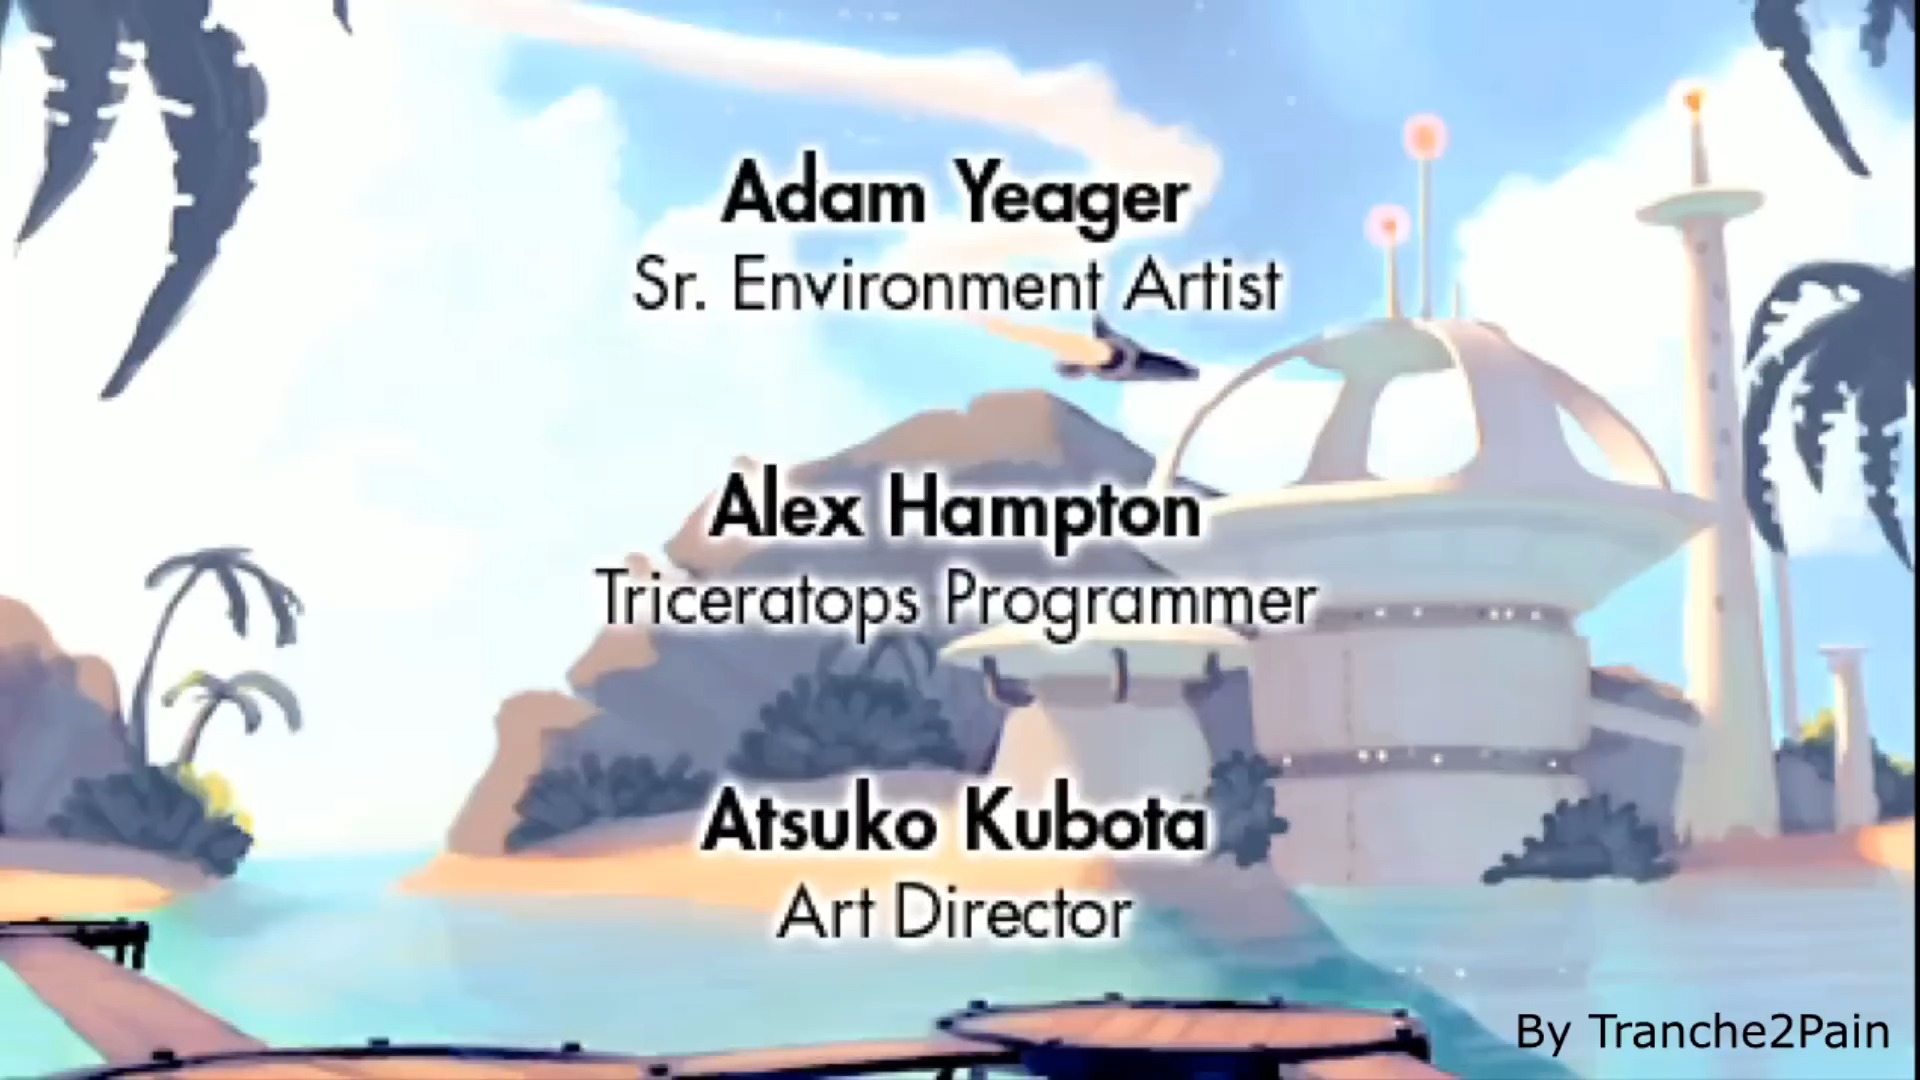 Adam Yeager
Sr. Environment Artist
Alex Hampton
Triceratops Programmer
Atsuko Kubota
Art Director
By Tranche2Pain